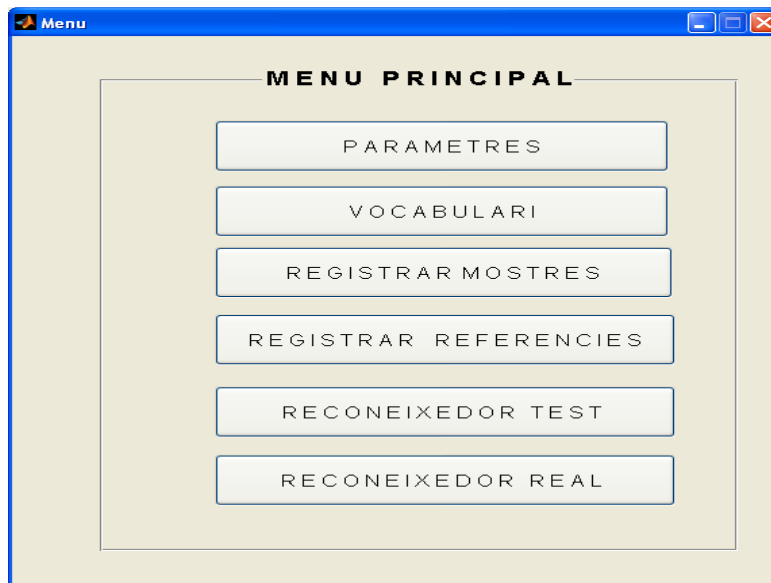 Menu
MENU PRINCIPAL
PARAMETRES
VOCABULARI
REGISTRAR MOSTRES
REGISTRAR REFERENCIES
RECONEIXEDOR TEST
RECONEIXEDOR REAL